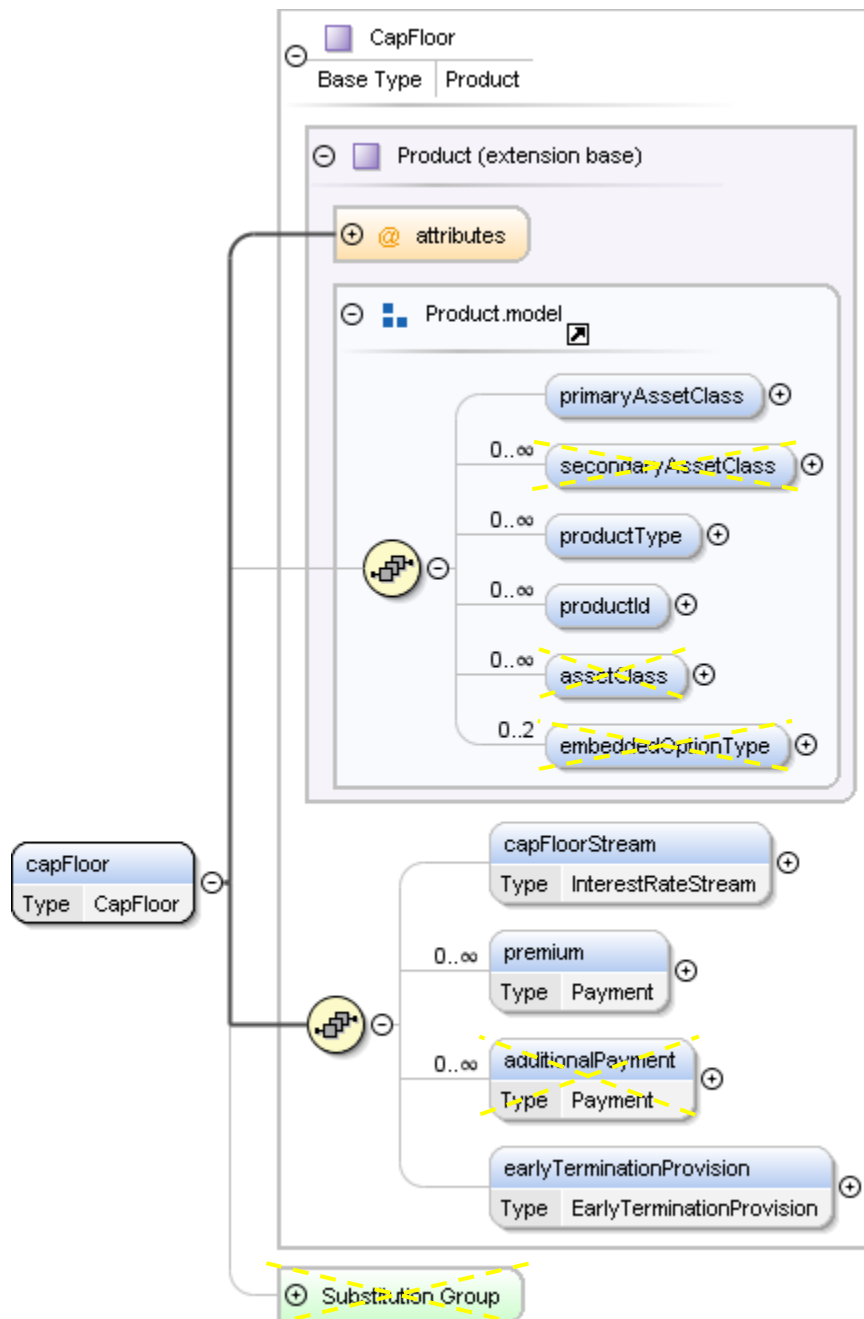 CapFloor
Base Type Product
Product (extension base)
@ attributes
Product.model
primaryAssetClass
0..∞
secondaryAssetClass
0..∞
productType
0..∞
productId
0..∞
assetClass
0..2
embeddedOptionType
capFloor
Type CapFloor
capFloorStream
Type InterestRateStream
0..∞
premium
Type Payment
0..∞
additionalPayment
Type Payment
earlyTerminationProvision
Type EarlyTerminationProvision
Substitution Group